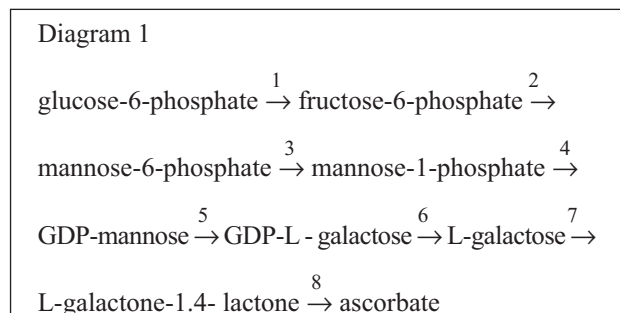 Diagram 1
glucose-6-phosphate 1→ fructose-6-phosphate 2→
mannose-6-phosphate 3→ mannose-1-phosphate 4→
GDP-mannose 5→ GDP-L - galactose 6→ L-galactose 7→
L-galactone-1.4- lactone 8→ ascorbate